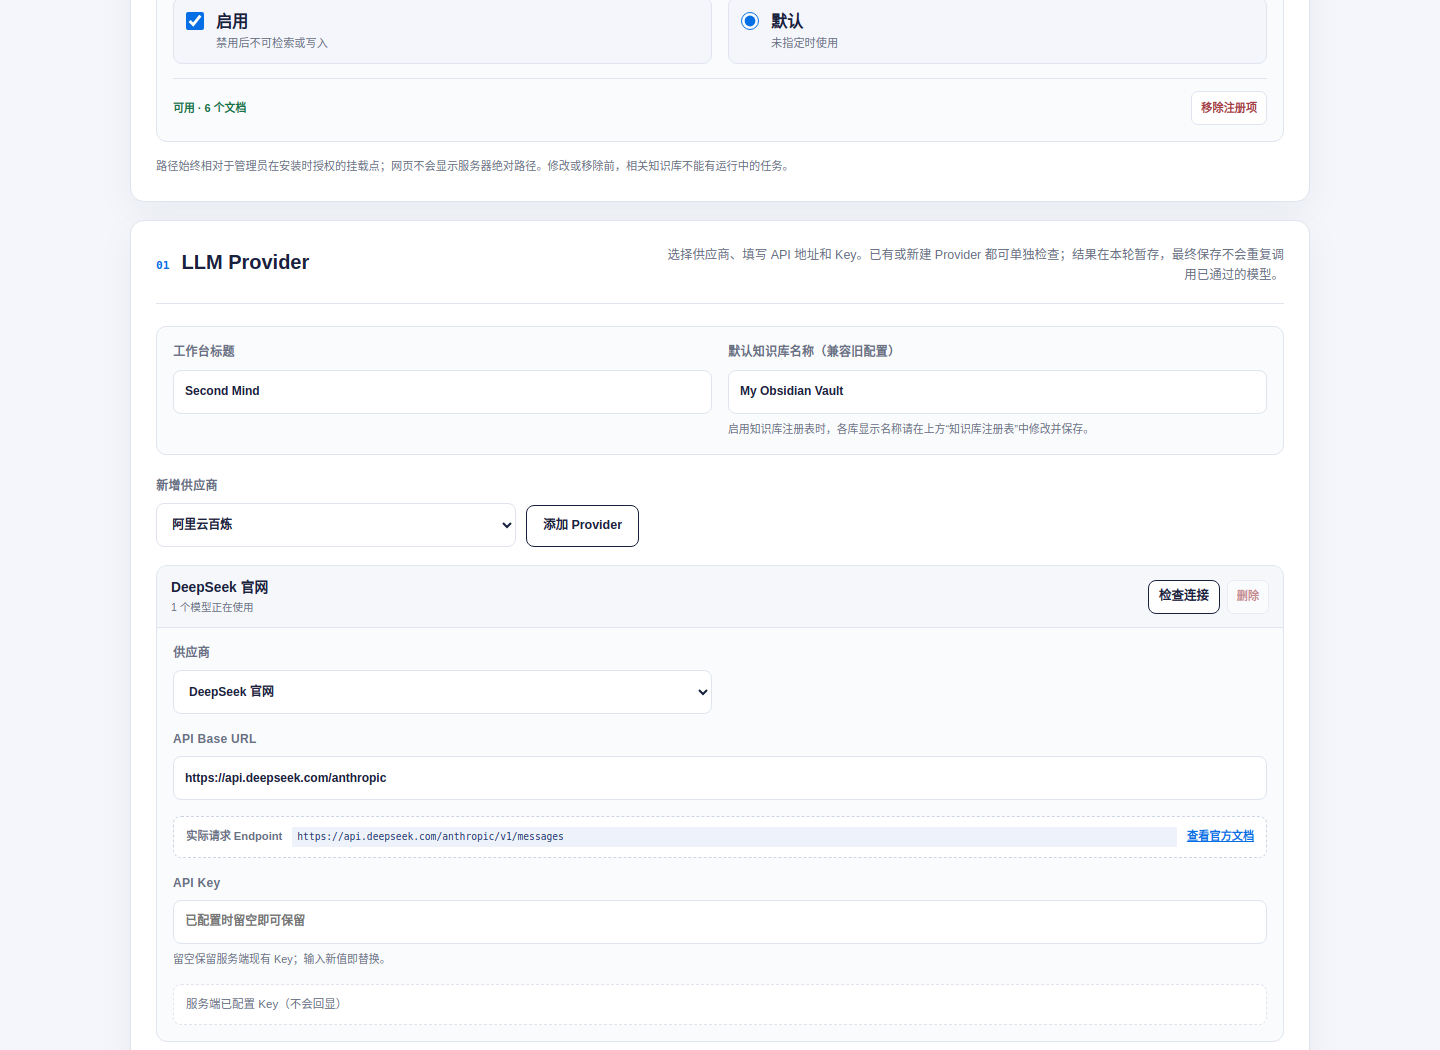 启用
禁用后不可检索或写入
默认
未指定时使用
可用 · 6 个文档
移除注册项
路径始终相对于管理员在安装时授权的挂载点；网页不会显示服务器绝对路径。修改或移除前，相关知识库不能有运行中的任务。
01 LLM Provider
选择供应商、填写 API 地址和 Key。已有或新建 Provider 都可单独检查；结果在本轮暂存，最终保存不会重复调
用已通过的模型。
工作台标题
Second Mind
默认知识库名称（兼容旧配置）
My Obsidian Vault
启用知识库注册表时，各库显示名称请在上方“知识库注册表”中修改并保存。
新增供应商
阿里云百炼
添加 Provider
DeepSeek 官网
1 个模型正在使用
检查连接
删除
供应商
DeepSeek 官网
API Base URL
https://api.deepseek.com/anthropic
实际请求 Endpoint https://api.deepseek.com/anthropic/v1/messages 查看官方文档
API Key
已配置时留空即可保留
留空保留服务端现有 Key；输入新值即替换。
服务端已配置 Key（不会回显）